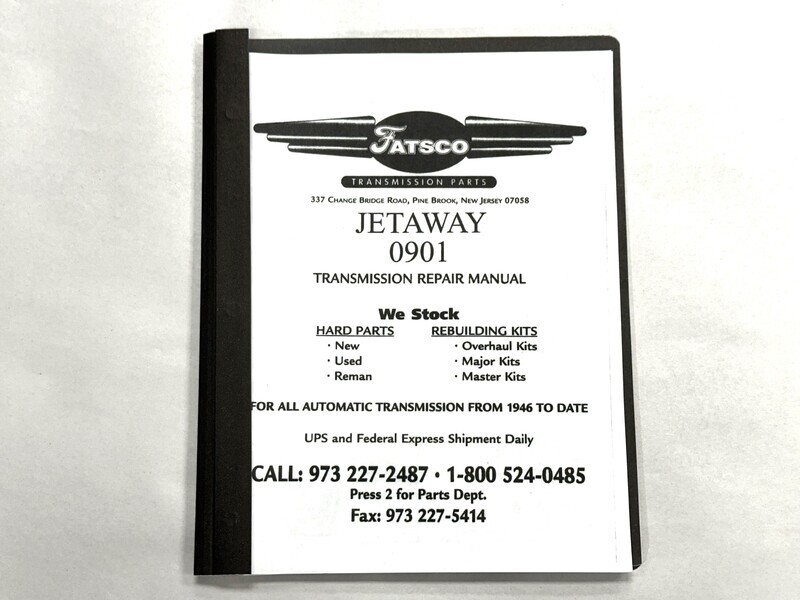 FATSCO
TRANSMISSION PARTS
337 CHANGE BRIDGE ROAD, PINE BROOK, NEW JERSEY 07058
JETAWAY
0901
TRANSMISSION REPAIR MANUAL
We Stock
HARD PARTS
· New
· Used
· Reman
REBUILDING KITS
· Overhaul Kits
· Major Kits
· Master Kits
FOR ALL AUTOMATIC TRANSMISSION FROM 1946 TO DATE
UPS and Federal Express Shipment Daily
CALL: 973 227-2487 · 1-800 524-0485
Press 2 for Parts Dept.
Fax: 973 227-5414